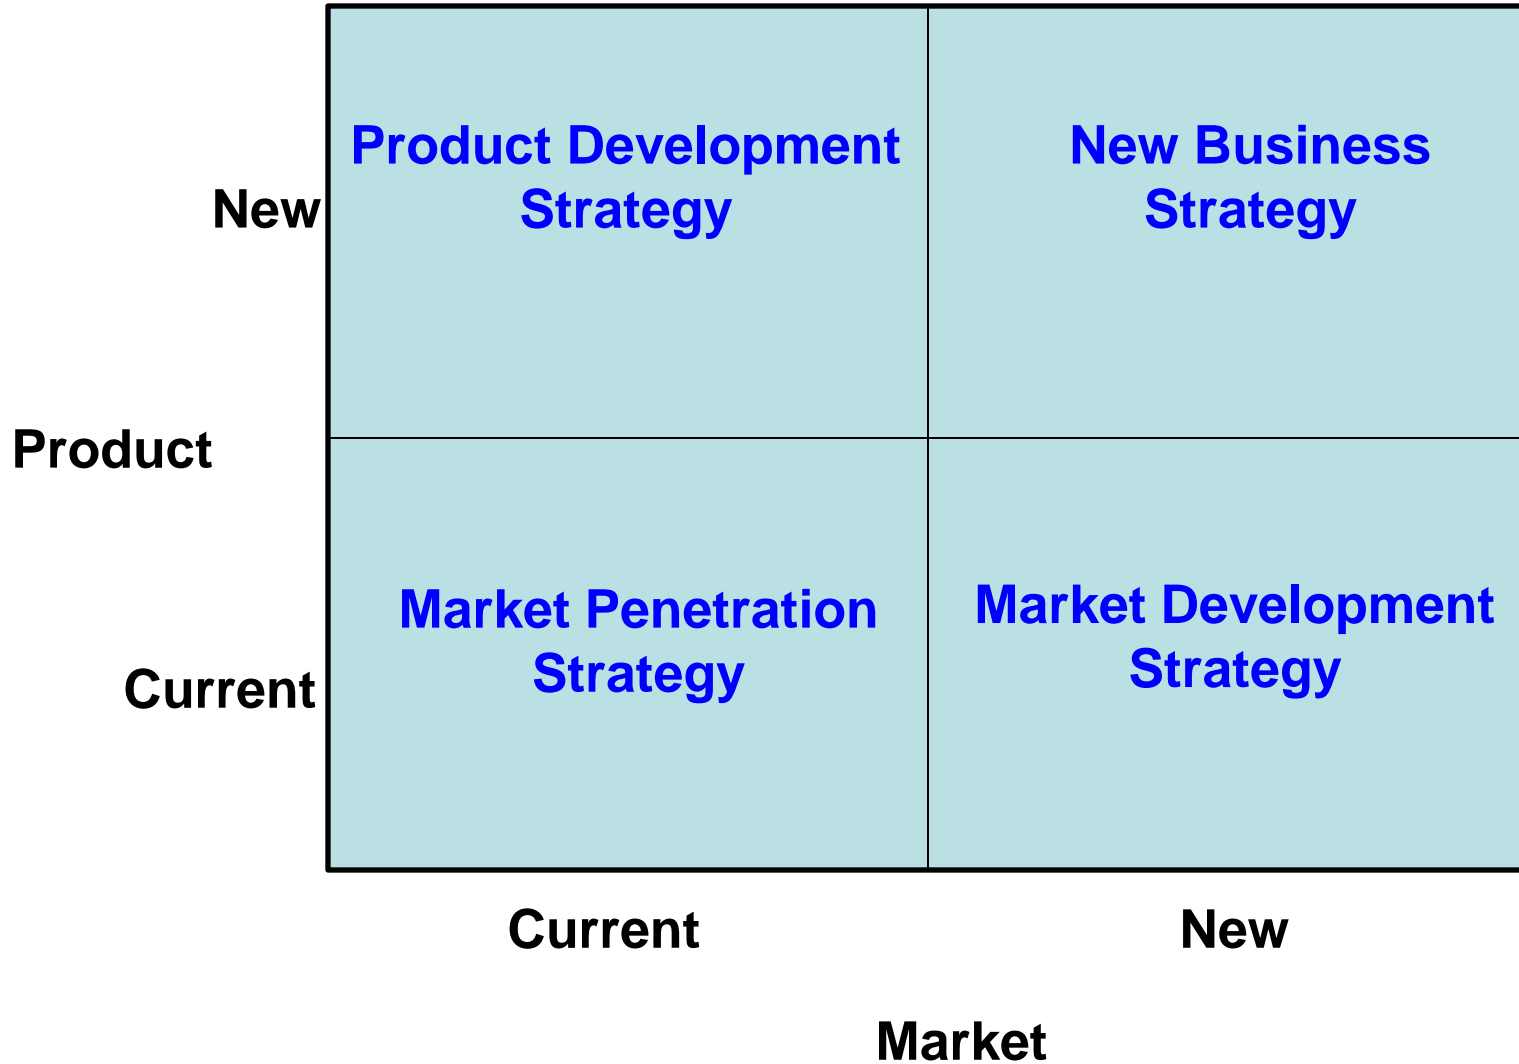 Product Development
Strategy
New Business
Strategy
New
Product
Market Penetration
Strategy
Market Development
Strategy
Current
Current
New
Market